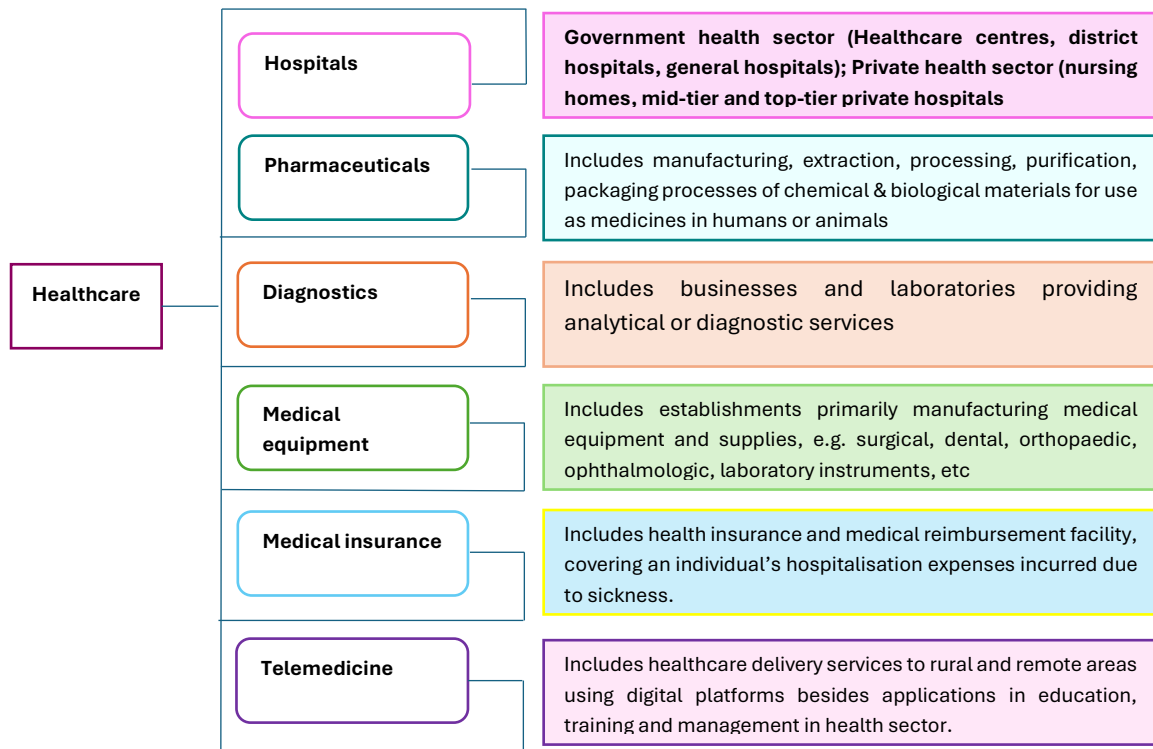 Healthcare
Hospitals
Government health sector (Healthcare centres, district
hospitals, general hospitals); Private health sector (nursing
homes, mid-tier and top-tier private hospitals
Pharmaceuticals
Includes manufacturing, extraction, processing, purification,
packaging processes of chemical & biological materials for use
as medicines in humans or animals
Diagnostics
Includes businesses and laboratories providing
analytical or diagnostic services
Medical
equipment
Includes establishments primarily manufacturing medical
equipment and supplies, e.g. surgical, dental, orthopaedic,
ophthalmologic, laboratory instruments, etc
Medical insurance
Includes health insurance and medical reimbursement facility,
covering an individual’s hospitalisation expenses incurred due
to sickness.
Telemedicine
Includes healthcare delivery services to rural and remote areas
using digital platforms besides applications in education,
training and management in health sector.